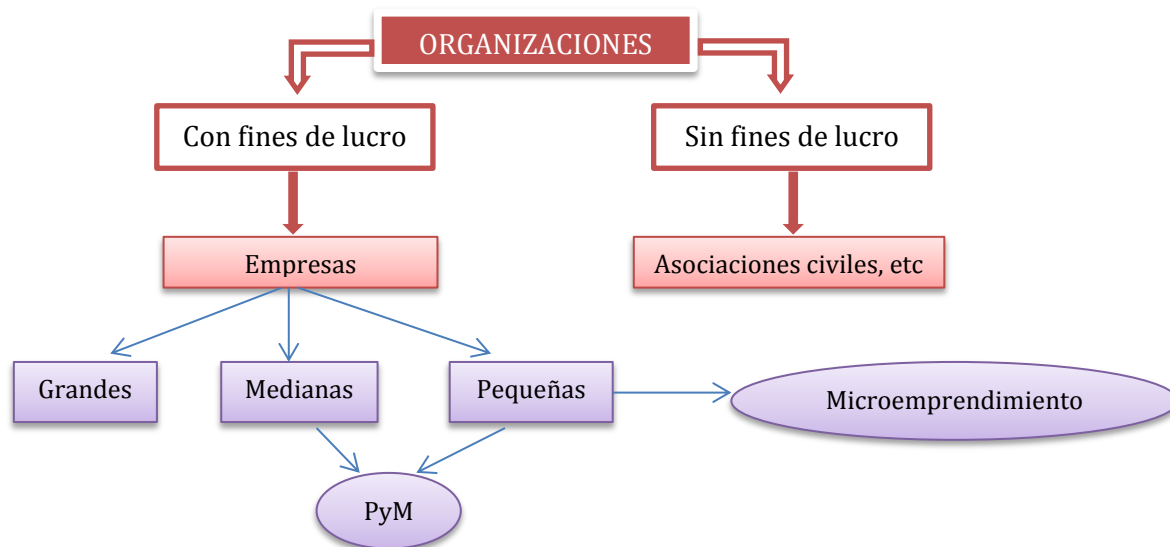 ORGANIZACIONES
Con fines de lucro
Sin fines de lucro
Empresas
Asociaciones civiles, etc
Grandes
Medianas
Pequeñas
Microemprendimiento
PyM